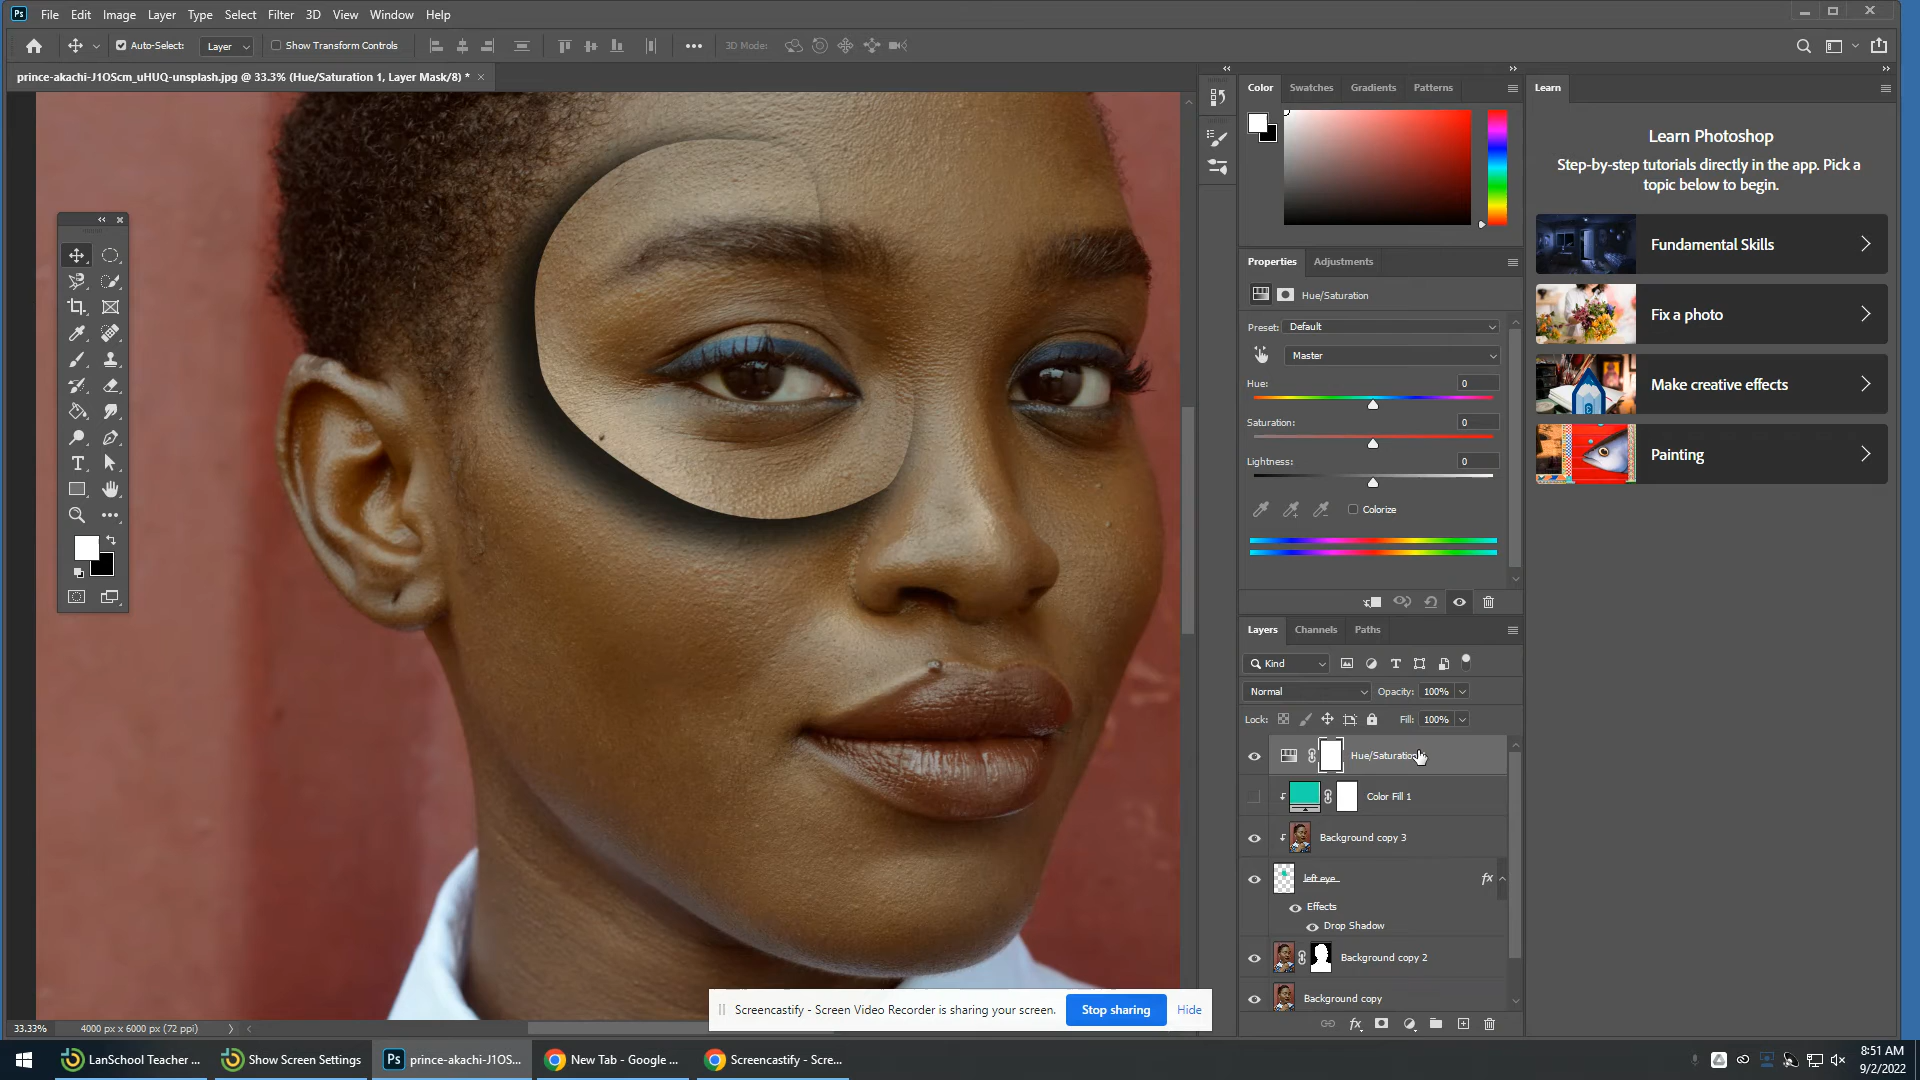 Ps File Edit Image Layer Type Select Filter 3D View Window Help
Auto-Select: Layer Show Transform Controls 3D Mode:
prince-akachi-J1OScm_uHUQ-unsplash.jpg @ 33.3% (Hue/Saturation 1, Layer Mask/8) *
Color Swatches Gradients Patterns
Learn
Learn Photoshop
Step-by-step tutorials directly in the app. Pick a
topic below to begin.
Fundamental Skills
Fix a photo
Make creative effects
Painting
Properties Adjustments
Hue/Saturation
Preset: Default
Master
Hue: 0
Saturation: 0
Lightness: 0
Colorize
Layers Channels Paths
Kind
Normal Opacity: 100%
Lock: Fill: 100%
Hue/Saturation
Color Fill 1
Background copy 3
left eye
fx
Effects
Drop Shadow
Background copy 2
Background copy
Screencastify - Screen Video Recorder is sharing your screen. Stop sharing Hide
33.33% 4000 px x 6000 px (72 ppi)
LanSchool Teacher ... Show Screen Settings Ps prince-akachi-J1OS... New Tab - Google ... Screencastify - Scre...
8:51 AM
9/2/2022